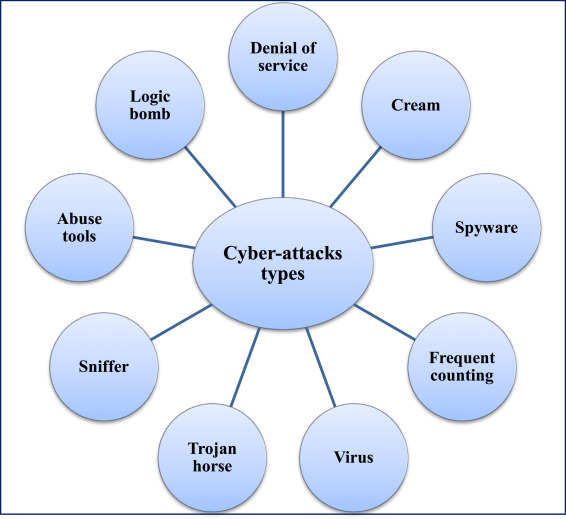 Denial of
service
Cream
Spyware
Frequent
counting
Virus
Trojan
horse
Sniffer
Abuse
tools
Logic
bomb
Cyber-attacks
types